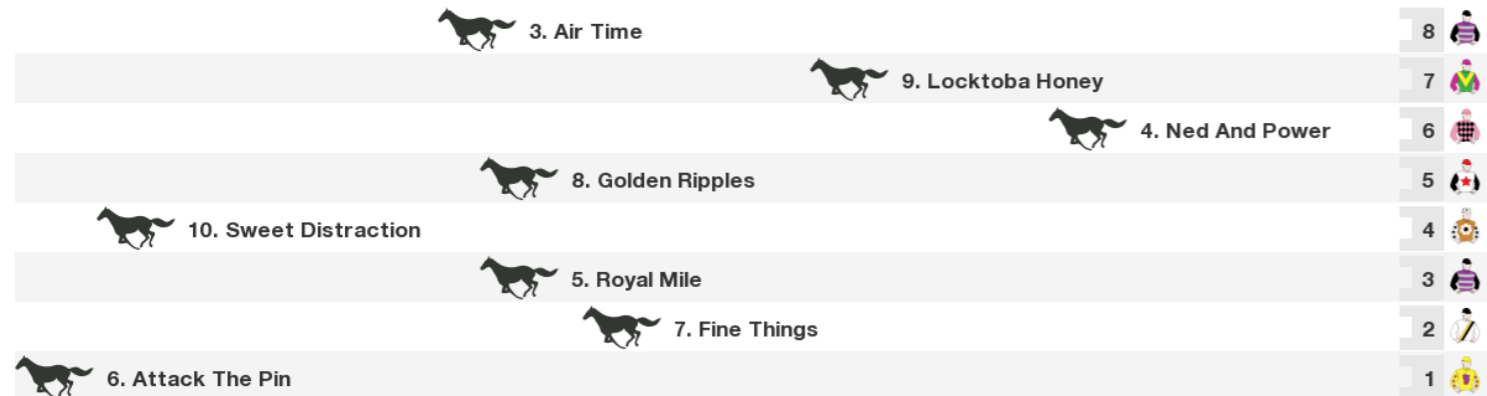 3. Air Time 8
9. Locktoba Honey 7
4. Ned And Power 6
8. Golden Ripples 5
10. Sweet Distraction 4
5. Royal Mile 3
7. Fine Things 2
6. Attack The Pin 1